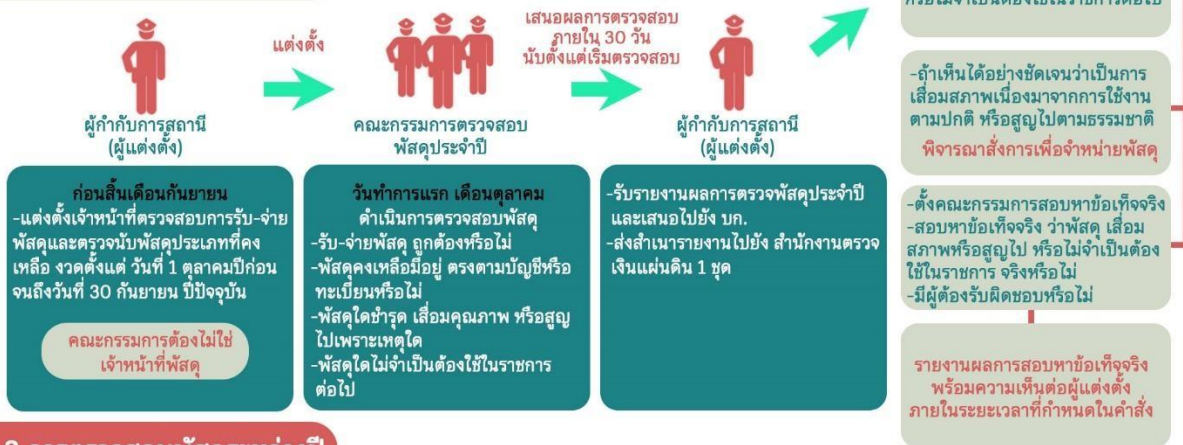 ผู้กำกับการสถานี
(ผู้แต่งตั้ง)
แต่งตั้ง
คณะกรรมการตรวจสอบ
พัสดุประจำปี
เสนอผลการตรวจสอบ
ภายใน 30 วัน
นับตั้งแต่เริ่มตรวจสอบ
ผู้กำกับการสถานี
(ผู้แต่งตั้ง)
ก่อนสิ้นเดือนกันยายน
-แต่งตั้งเจ้าหน้าที่ตรวจสอบการรับ-จ่าย
พัสดุและตรวจนับพัสดุประเภทที่คง
เหลือ งวดตั้งแต่ วันที่ 1 ตุลาคมปีก่อน
จนถึงวันที่ 30 กันยายน ปีปัจจุบัน
คณะกรรมการต้องไม่ใช่
เจ้าหน้าที่พัสดุ
วันทำการแรก เดือนตุลาคม
ดำเนินการตรวจสอบพัสดุ
-รับ-จ่ายพัสดุ ถูกต้องหรือไม่
-พัสดุคงเหลือมีอยู่ ตรงตามบัญชีหรือ
ทะเบียนหรือไม่
-พัสดุใดชำรุด เสื่อมคุณภาพ หรือสูญ
ไปเพราะเหตุใด
-พัสดุใดไม่จำเป็นต้องใช้ในราชการ
ต่อไป
-รับรายงานผลการตรวจพัสดุประจำปี
และเสนอไปยัง บก.
-ส่งสำเนารายงานไปยัง สำนักงานตรวจ
เงินแผ่นดิน 1 ชุด
หรือไม่จำเป็นต้องใช้ในราชการต่อไป
-ถ้าเห็นได้อย่างชัดเจนว่าเป็นการ
เสื่อมสภาพเนื่องมาจากการใช้งาน
ตามปกติ หรือสูญไปตามธรรมชาติ
พิจารณาสั่งการเพื่อจำหน่ายพัสดุ
-ตั้งคณะกรรมการสอบหาข้อเท็จจริง
-สอบหาข้อเท็จจริง ว่าพัสดุ เสื่อม
สภาพหรือสูญไป หรือไม่จำเป็นต้อง
ใช้ในราชการ จริงหรือไม่
-มีผู้ต้องรับผิดชอบหรือไม่
รายงานผลการสอบหาข้อเท็จจริง
พร้อมความเห็นต่อผู้แต่งตั้ง
ภายในระยะเวลาที่กำหนดในคำสั่ง